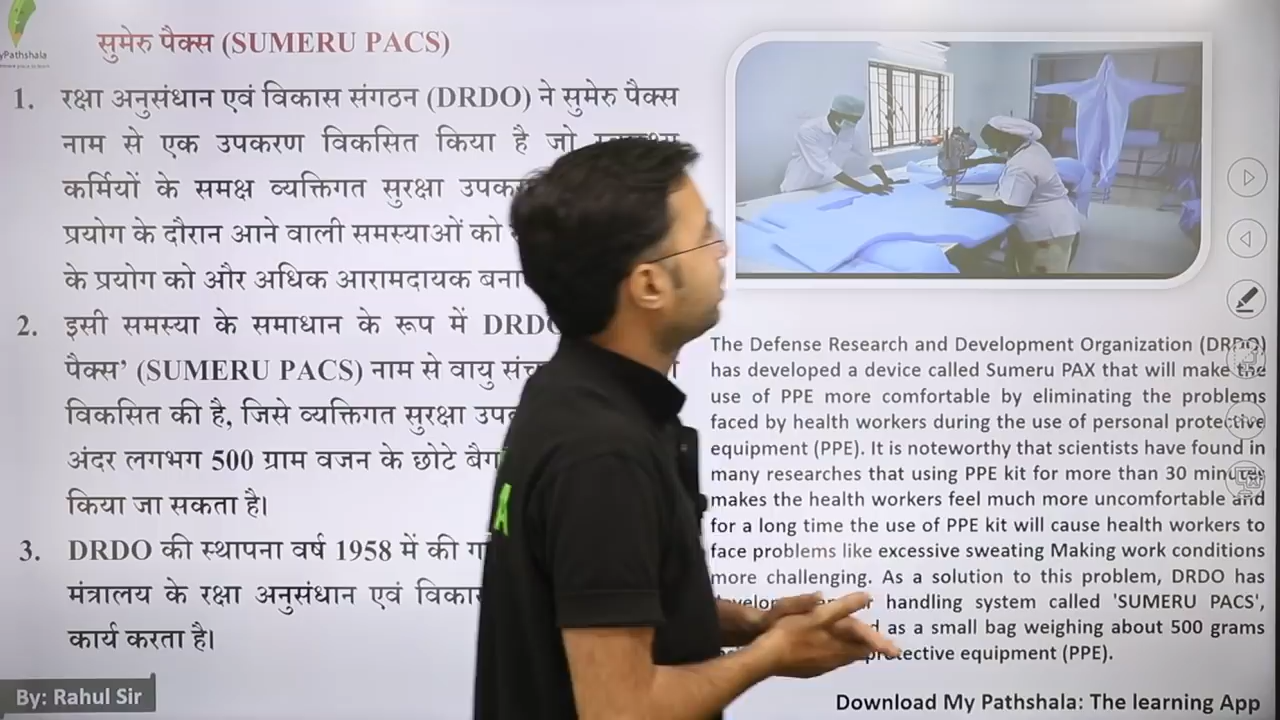 yPathshala
सुमेरु पैक्स (SUMERU PACS)
1. रक्षा अनुसंधान एवं विकास संगठन (DRDO) ने सुमेरु पैक्स
नाम से एक उपकरण विकसित किया है जो
कर्मियों के समक्ष व्यक्तिगत सुरक्षा
प्रयोग के दौरान आने वाली समस्याओं को
के प्रयोग को और अधिक आरामदायक
2. इसी समस्या के समाधान के रूप में
पैक्स’ (SUMERU PACS) नाम से वायु
विकसित की है, जिसे व्यक्तिगत सुरक्षा
अंदर लगभग 500 ग्राम वजन के छोटे
किया जा सकता है।
3. DRDO की स्थापना वर्ष 1958 में की
मंत्रालय के रक्षा अनुसंधान एवं
कार्य करता है।
The Defense Research and Development Organization (DRDO)
has developed a device called Sumeru PAX that will make the
use of PPE more comfortable by eliminating the problems
faced by health workers during the use of personal protective
equipment (PPE). It is noteworthy that scientists have found in
many researches that using PPE kit for more than 30 minutes
makes the health workers feel much more uncomfortable and
for a long time the use of PPE kit will cause health workers to
face problems like excessive sweating Making work conditions
more challenging. As a solution to this problem, DRDO has
handling system called 'SUMERU PACS',
as a small bag weighing about 500 grams
equipment (PPE).
A
By: Rahul Sir
Download My Pathshala: The learning App